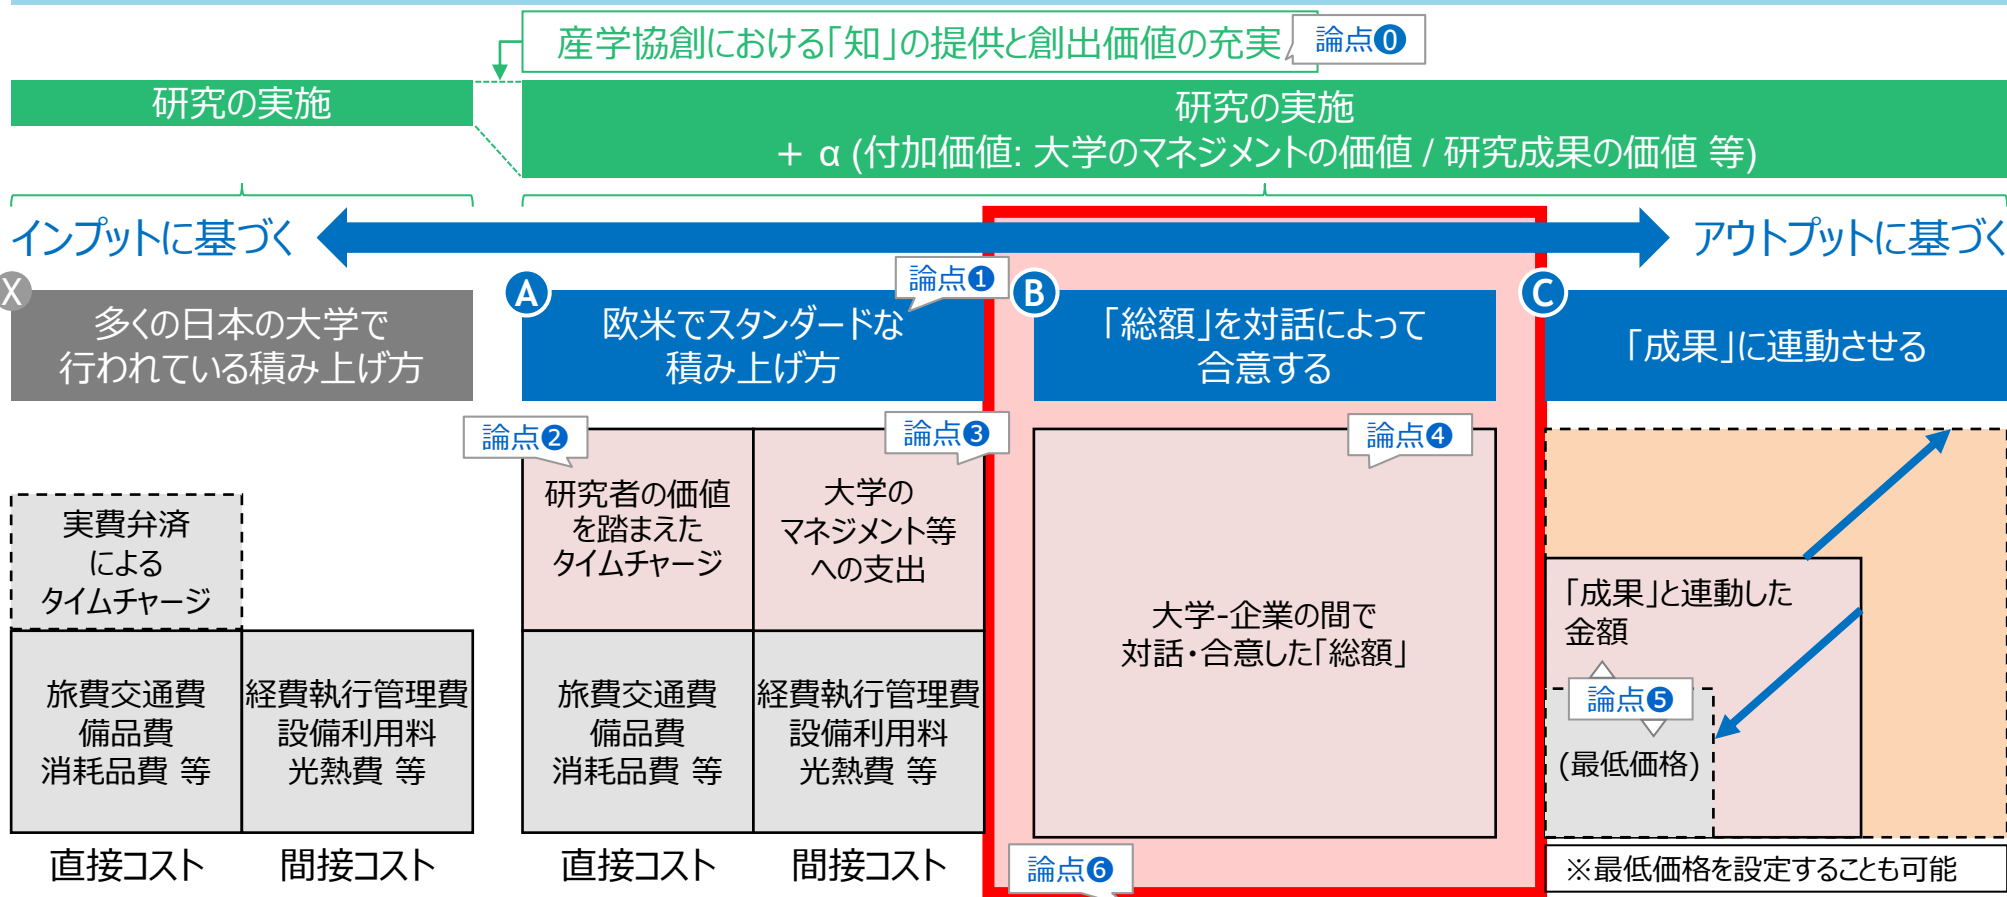 産学協創における「知」の提供と創出価値の充実
論点0
研究の実施
研究の実施
+ α (付加価値: 大学のマネジメントの価値 / 研究成果の価値 等)
インプットに基づく
アウトプットに基づく
X
多くの日本の大学で
行われている積み上げ方
A
欧米でスタンダードな
積み上げ方
論点❶
B
「総額」を対話によって
合意する
C
「成果」に連動させる
実費弁済
による
タイムチャージ
旅費交通費
備品費
消耗品費 等
経費執行管理費
設備利用料
光熱費 等
直接コスト
間接コスト
論点❷
研究者の価値
を踏まえた
タイムチャージ
論点❸
大学の
マネジメント等
への支出
旅費交通費
備品費
消耗品費 等
経費執行管理費
設備利用料
光熱費 等
直接コスト
間接コスト
論点❹
大学-企業の間で
対話・合意した「総額」
論点❻
「成果」と連動した
金額
論点❺
(最低価格)
※最低価格を設定することも可能